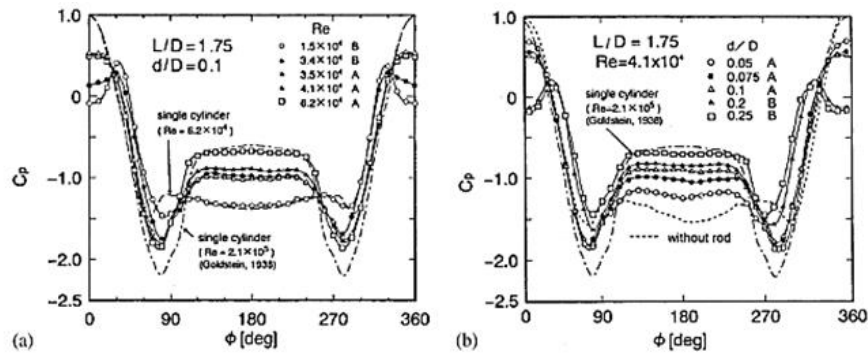 1.0
0
-1.0
-2.0
-2.5
Cp
L/D=1.75
d/D=0.1
Re
1.5×10⁴ B
3.4×10⁴ B
3.5×10⁴ A
4.1×10⁴ A
6.2×10⁴ A
single cylinder
(Re = 6.2×10⁴)
single cylinder
(Re = 2.1×10⁵)
(Goldstein, 1938)
0 90 180 270 360
(a) ϕ [deg]
1.0
0
-1.0
-2.0
-2.5
Cp
L/D=1.75
Re=4.1x10⁴
d/D
0.05 A
0.075 A
0.1 A
0.2 B
0.25 B
single cylinder
(Re=2.1×10⁵)
(Goldstein, 1938)
without rod
0 90 180 270 360
(b) ϕ [deg]